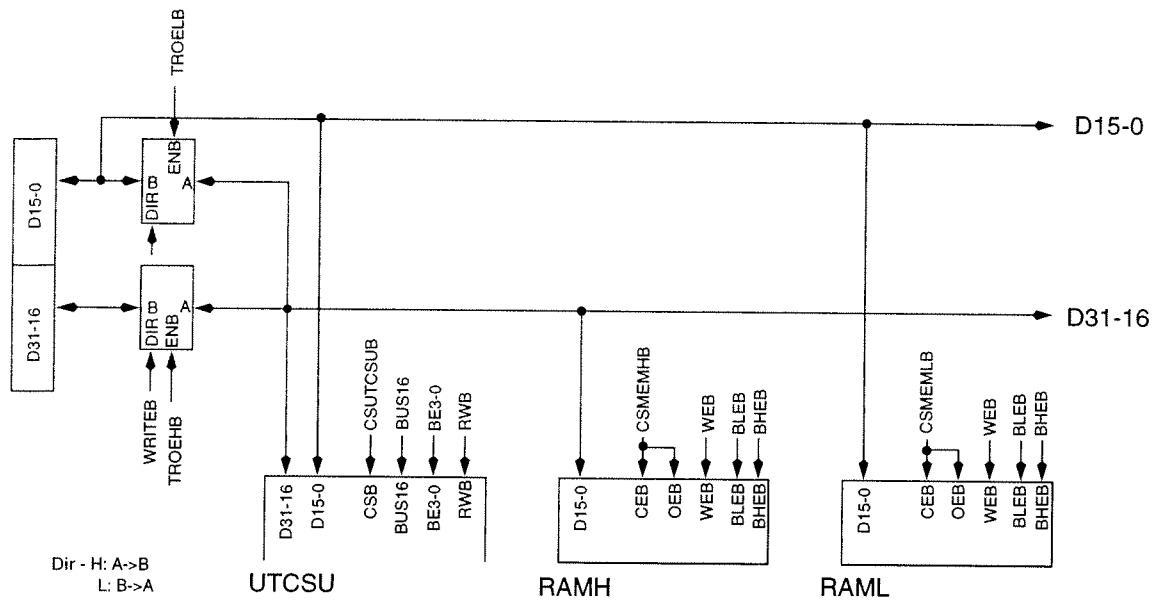 TROELB
D15-0
ENB
B
A
DIR
D15-0
D31-16
B
A
DIR
ENB
D31-16
WRITEB
TROEHB
CSUTCSUB
BUS16
BE3-0
RWB
CSMEMHB
WEB
BLEB
BHEB
CSMEMLB
WEB
BLEB
BHEB
D31-16
D15-0
CSB
BUS16
BE3-0
RWB
D15-0
CEB
OEB
WEB
BLEB
BHEB
D15-0
CEB
OEB
WEB
BLEB
BHEB
Dir - H: A->B
L: B->A
UTCSU
RAMH
RAML